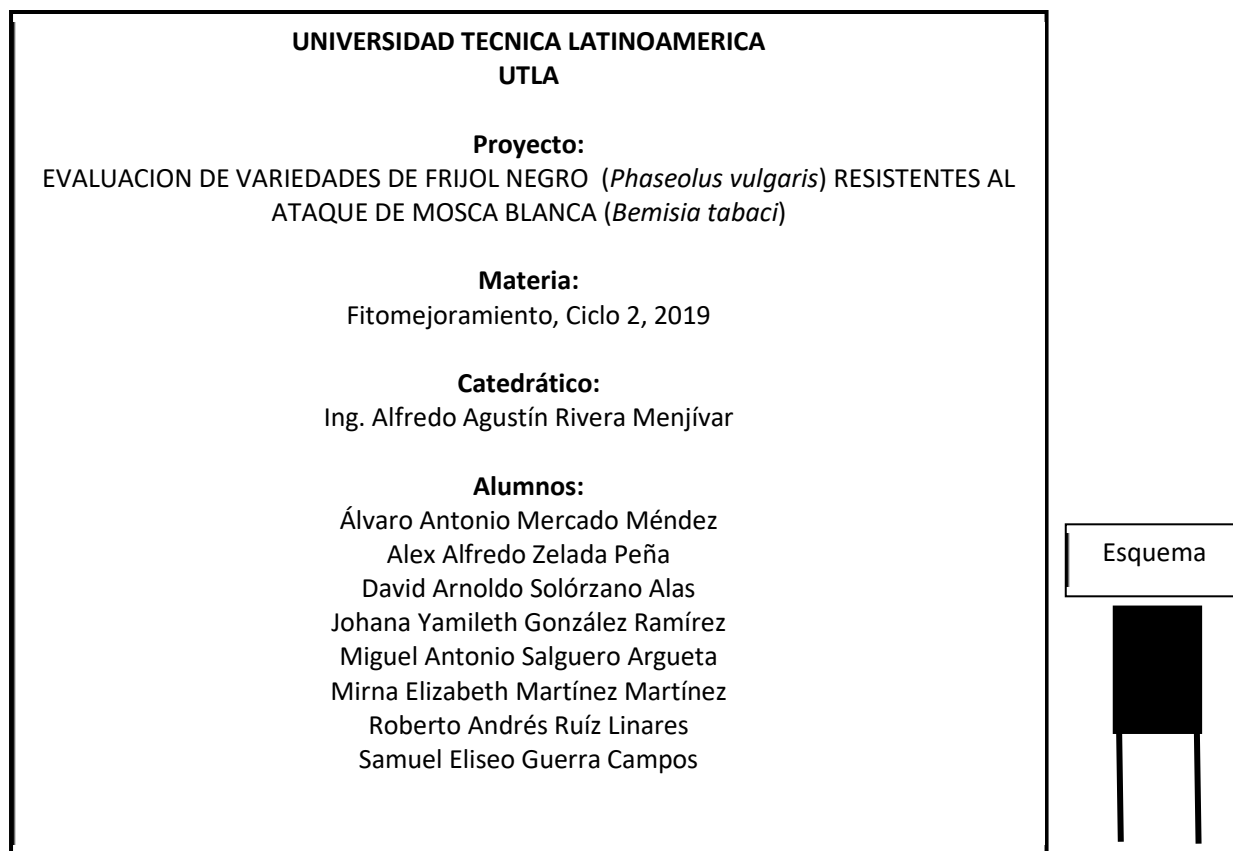 UNIVERSIDAD TECNICA LATINOAMERICA
UTLA
Proyecto:
EVALUACION DE VARIEDADES DE FRIJOL NEGRO (Phaseolus vulgaris) RESISTENTES AL
ATAQUE DE MOSCA BLANCA (Bemisia tabaci)
Materia:
Fitomejoramiento, Ciclo 2, 2019
Catedrático:
Ing. Alfredo Agustín Rivera Menjívar
Alumnos:
Álvaro Antonio Mercado Méndez
Alex Alfredo Zelada Peña
David Arnoldo Solórzano Alas
Johana Yamileth González Ramírez
Miguel Antonio Salguero Argueta
Mirna Elizabeth Martínez Martínez
Roberto Andrés Ruíz Linares
Samuel Eliseo Guerra Campos
Esquema